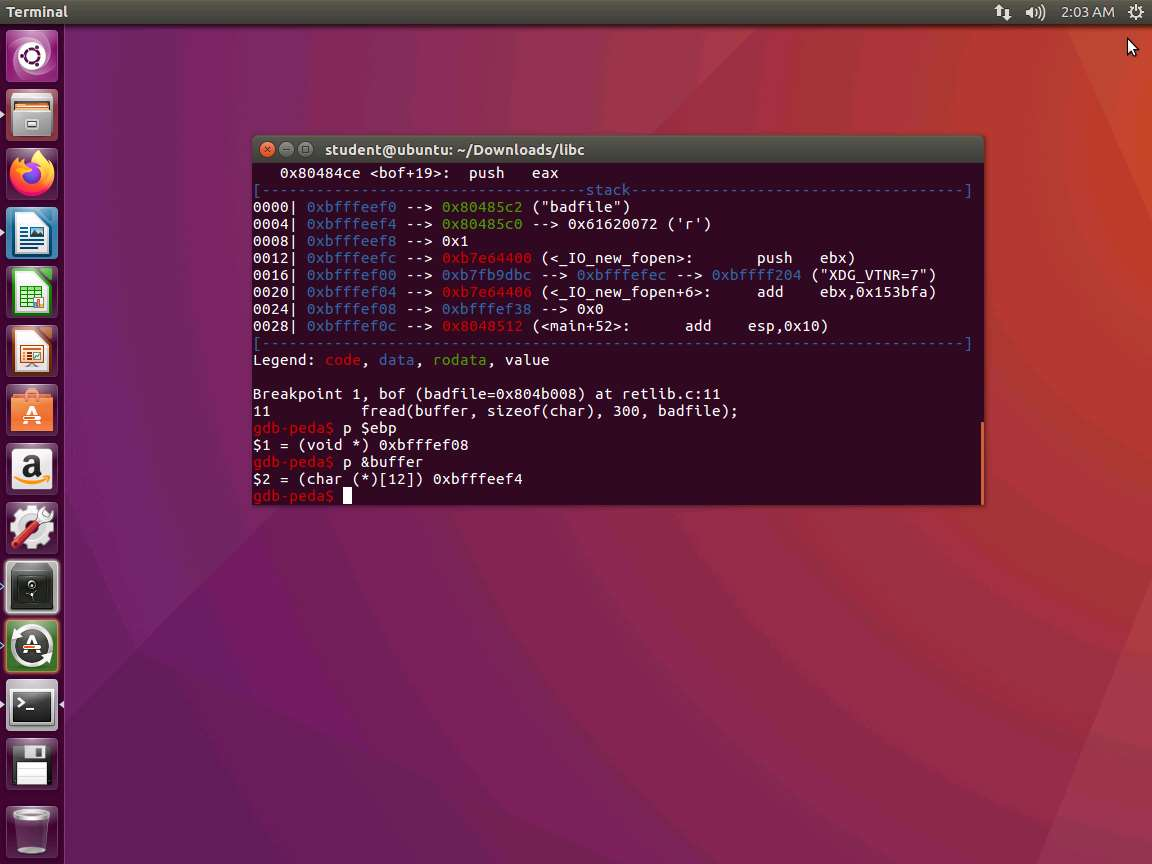 Terminal
2:03 AM
student@ubuntu: ~/Downloads/libc
0x80484ce <bof+19>:  push   eax
[------------------------------------stack-------------------------------------]
0000| 0xbfffeef0 --> 0x80485c2 ("badfile")
0004| 0xbfffeef4 --> 0x80485c0 --> 0x61620072 ('r')
0008| 0xbfffeef8 --> 0x1
0012| 0xbfffeefc --> 0xb7e64400 (<_IO_new_fopen>:       push   ebx)
0016| 0xbfffef00 --> 0xb7fb9dbc --> 0xbfffefec --> 0xbffff204 ("XDG_VTNR=7")
0020| 0xbfffef04 --> 0xb7e64406 (<_IO_new_fopen+6>:     add    ebx,0x153bfa)
0024| 0xbfffef08 --> 0xbfffef38 --> 0x0
0028| 0xbfffef0c --> 0x8048512 (<main+52>:      add    esp,0x10)
[------------------------------------------------------------------------------]
Legend: code, data, rodata, value
Breakpoint 1, bof (badfile=0x804b008) at retlib.c:11
11          fread(buffer, sizeof(char), 300, badfile);
gdb-peda$ p $ebp
$1 = (void *) 0xbfffef08
gdb-peda$ p &buffer
$2 = (char (*)[12]) 0xbfffeef4
gdb-peda$